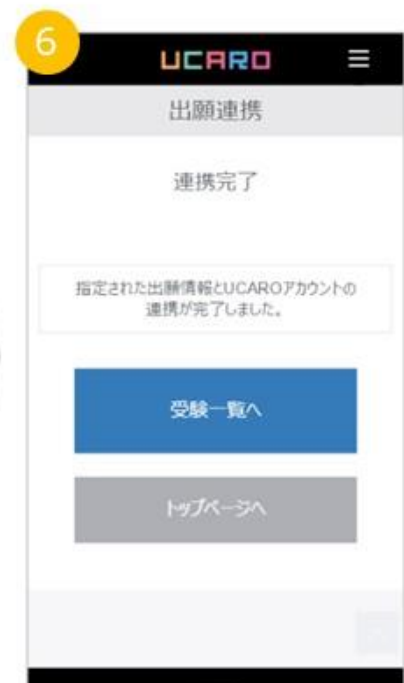 6
UCARO
出願連携
連携完了
指定された出願情報とUCAROアカウントの
連携が完了しました。
受験一覧へ
トップページへ